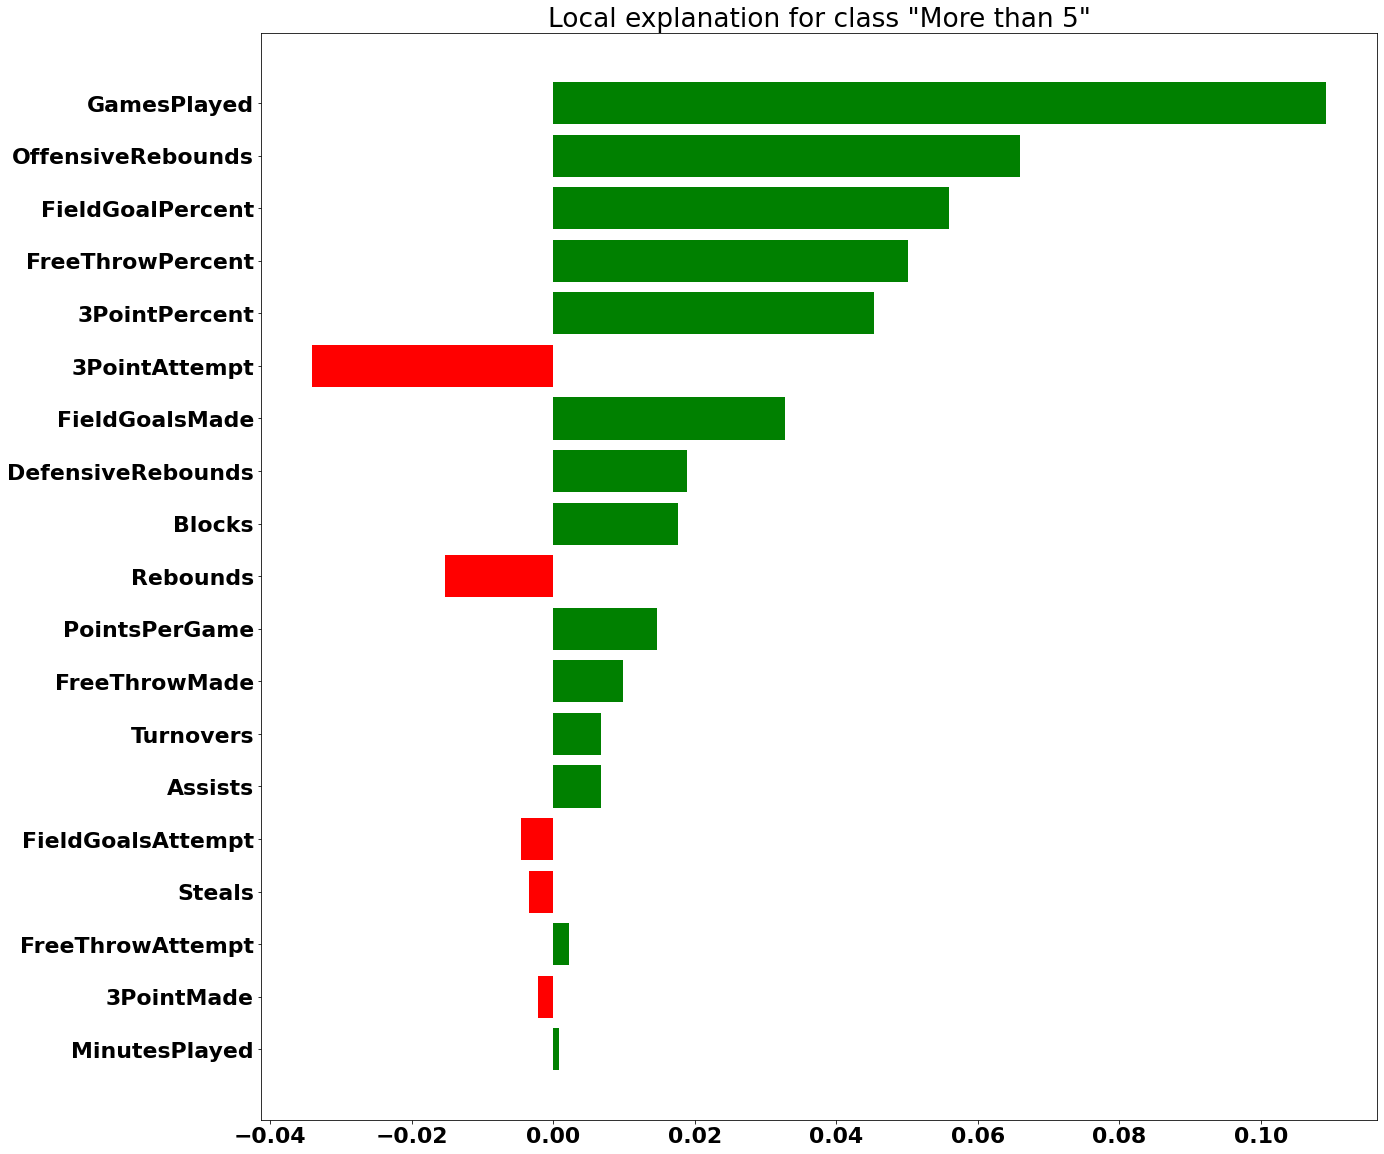 Local explanation for class "More than 5"
GamesPlayed
OffensiveRebounds
FieldGoalPercent
FreeThrowPercent
3PointPercent
3PointAttempt
FieldGoalsMade
DefensiveRebounds
Blocks
Rebounds
PointsPerGame
FreeThrowMade
Turnovers
Assists
FieldGoalsAttempt
Steals
FreeThrowAttempt
3PointMade
MinutesPlayed
−0.04 −0.02 0.00 0.02 0.04 0.06 0.08 0.10